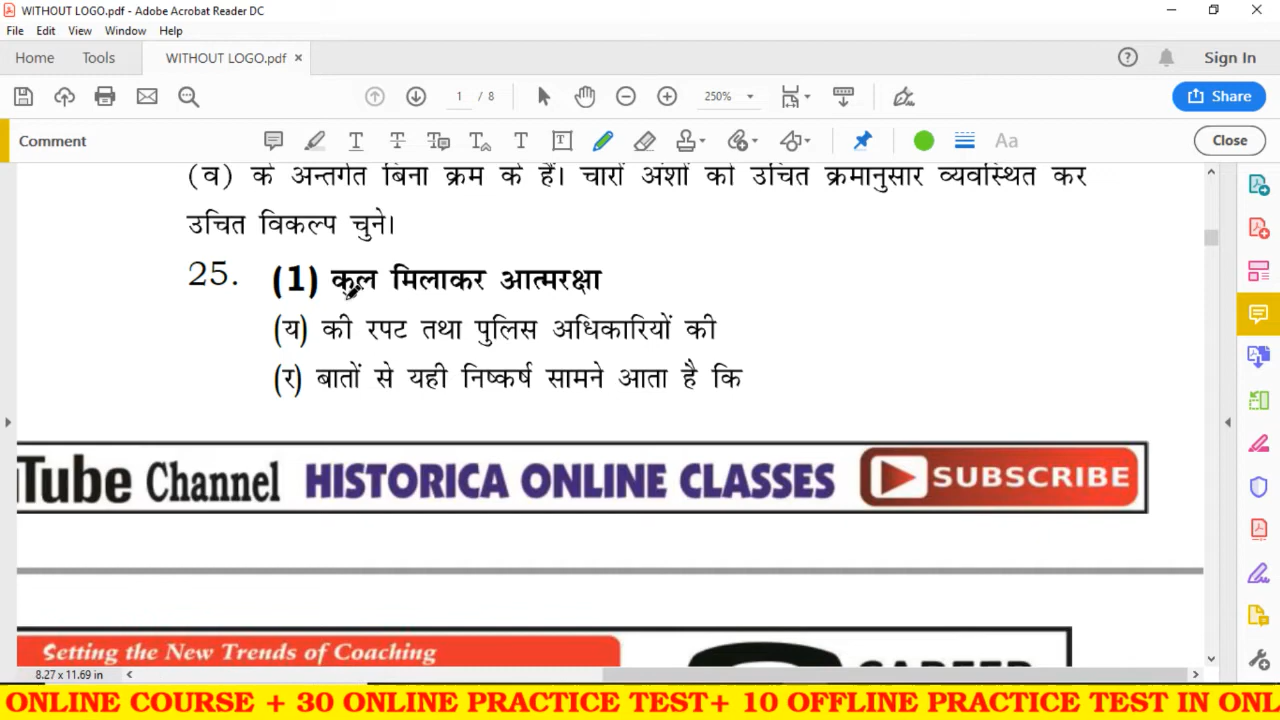 WITHOUT LOGO.pdf - Adobe Acrobat Reader DC
File Edit View Window Help
Home Tools WITHOUT LOGO.pdf × Sign In
1 / 8 250% Share
Comment Aa Close
(व) के अन्तर्गत बिना क्रम के हैं। चारों अंशों को उचित क्रमानुसार व्यवस्थित कर
उचित विकल्प चुने।
25. (1) कुल मिलाकर आत्मरक्षा
(य) की रपट तथा पुलिस अधिकारियों की
(र) बातों से यही निष्कर्ष सामने आता है कि
Tube Channel HISTORICA ONLINE CLASSES SUBSCRIBE
Setting the New Trends of Coaching
CAREER
8.27 x 11.69 in
ONLINE COURSE + 30 ONLINE PRACTICE TEST+ 10 OFFLINE PRACTICE TEST IN ONL